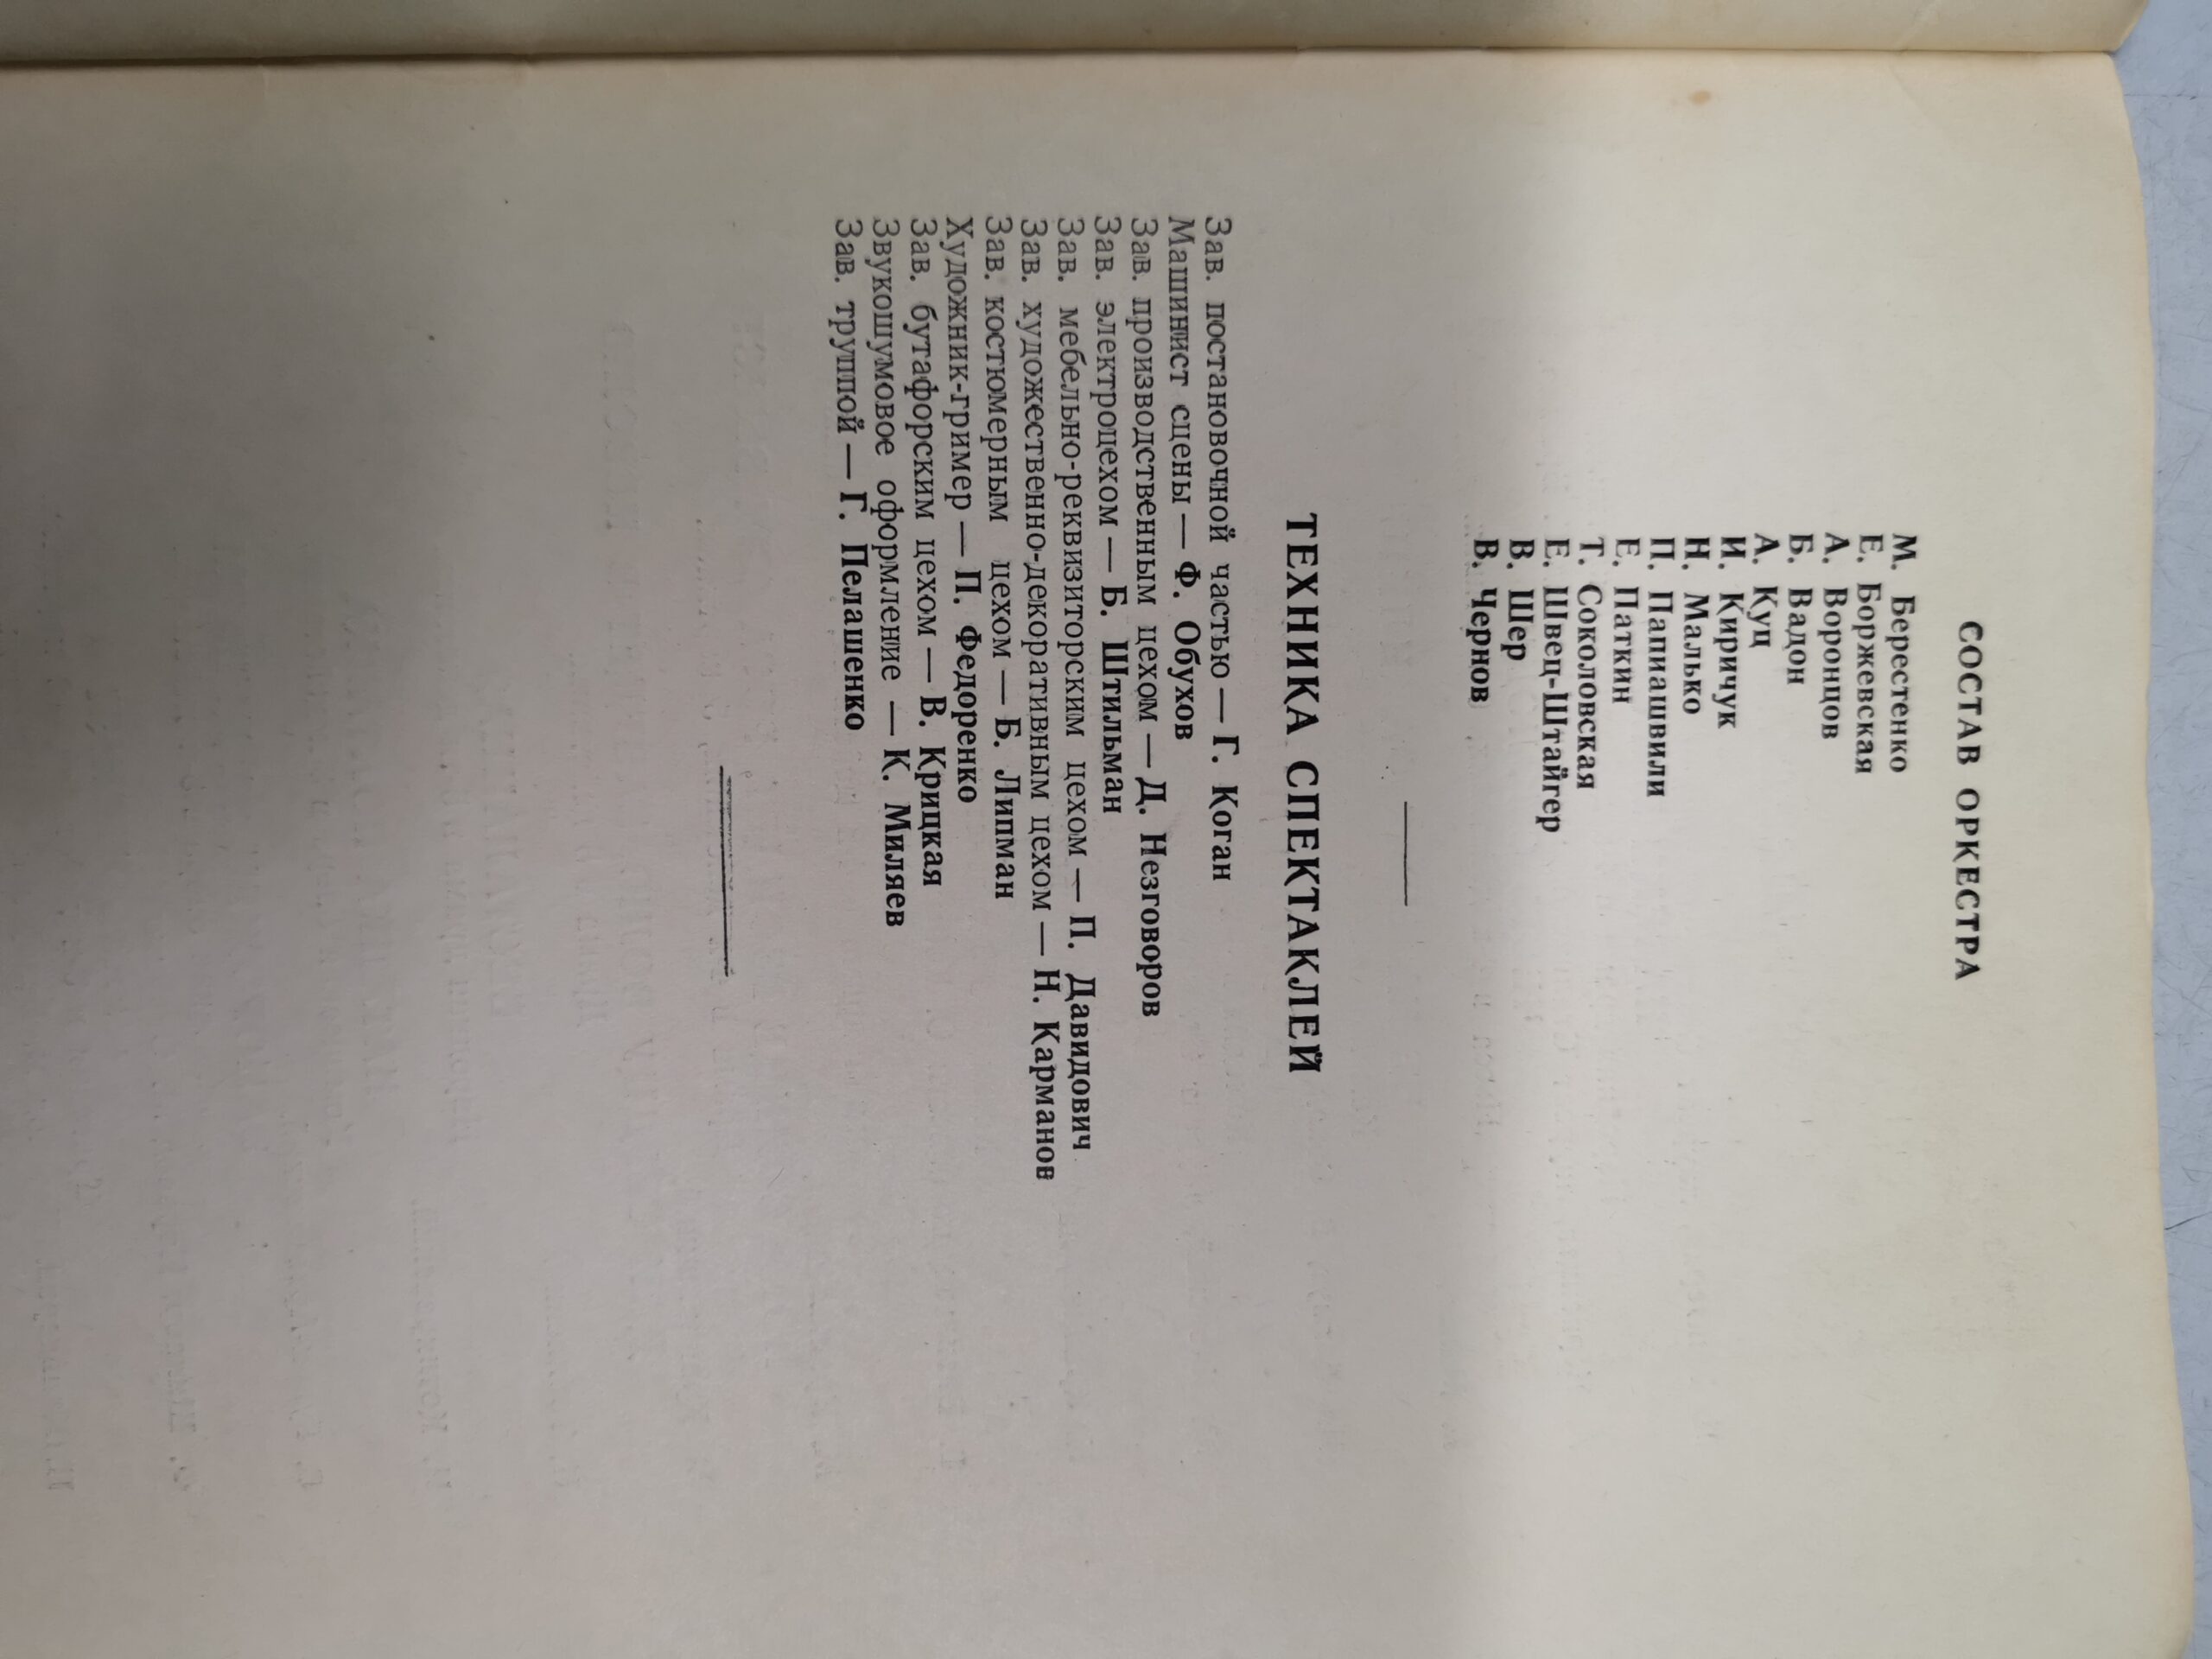 СОСТАВ ОРКЕСТРА
М. Берестенко
Е. Боржевская
А. Воронцов
Б. Вадон
А. Куц
И. Киричук
Н. Малько
П. Папиашвили
Е. Паткин
Т. Соколовская
Е. Швец-Штайгер
В. Шер
В. Чернов
ТЕХНИКА СПЕКТАКЛЕЙ
Зав. постановочной частью — Г. Коган
Машинист сцены — Ф. Обухов
Зав. производственным цехом — Д. Незговоров
Зав. электроцехом — Б. Штильман
Зав. мебельно-реквизиторским цехом — П. Давидович
Зав. художественно-декоративным цехом — Н. Карманов
Зав. костюмерным цехом — Б. Липман
Художник-гример — П. Федоренко
Зав. бутафорским цехом — В. Крицкая
Звукошумовое оформление — К. Миляев
Зав. труппой — Г. Пелашенко